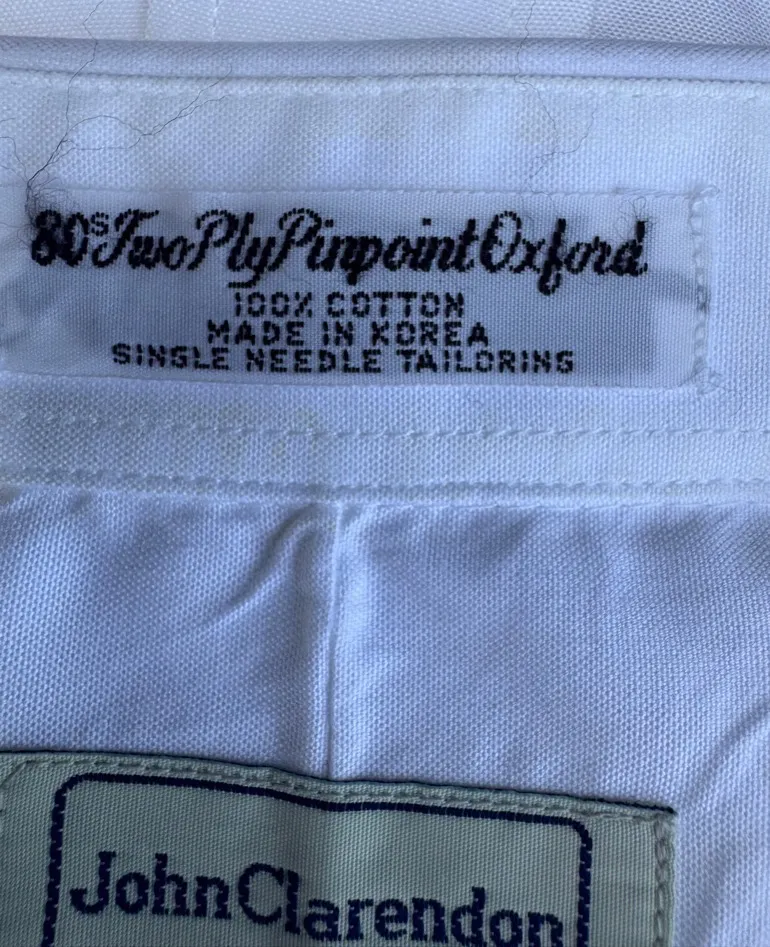 80s Two Ply Pinpoint Oxford
100% COTTON
MADE IN KOREA
SINGLE NEEDLE TAILORING
John Clarendon